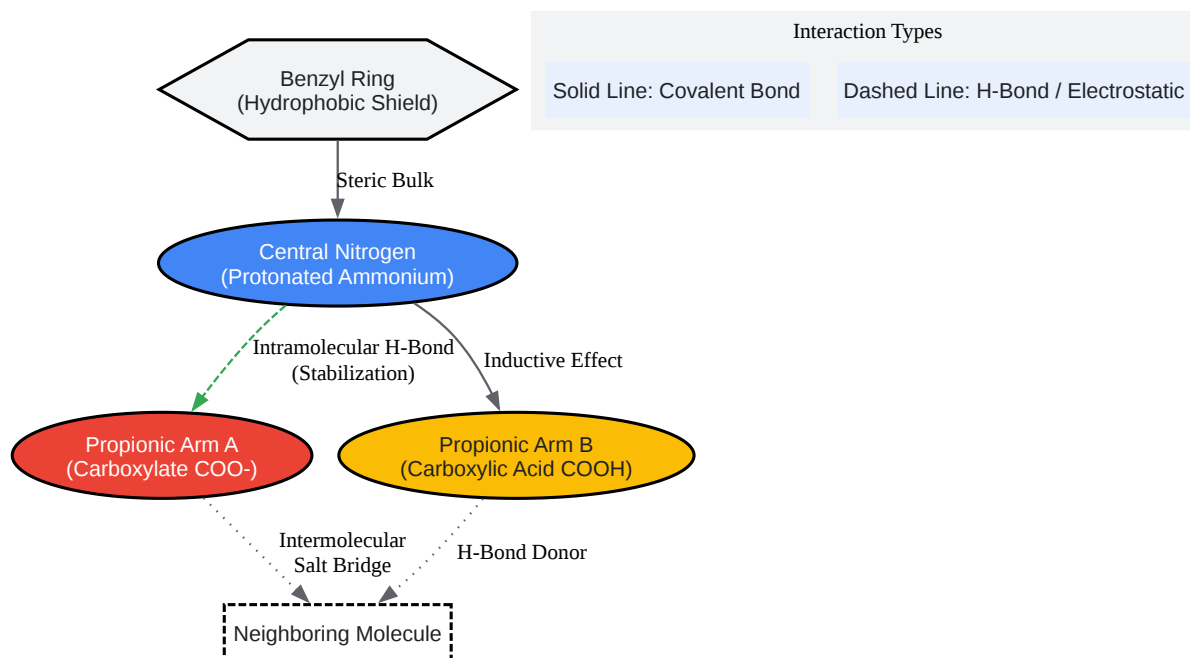 Interaction Types
Solid Line: Covalent Bond
Dashed Line: H-Bond / Electrostatic
Benzyl Ring
(Hydrophobic Shield)
Steric Bulk
Central Nitrogen
(Protonated Ammonium)
Intramolecular H-Bond
(Stabilization)
Inductive Effect
Propionic Arm A
(Carboxylate COO-)
Propionic Arm B
(Carboxylic Acid COOH)
Intermolecular
Salt Bridge
H-Bond Donor
Neighboring Molecule